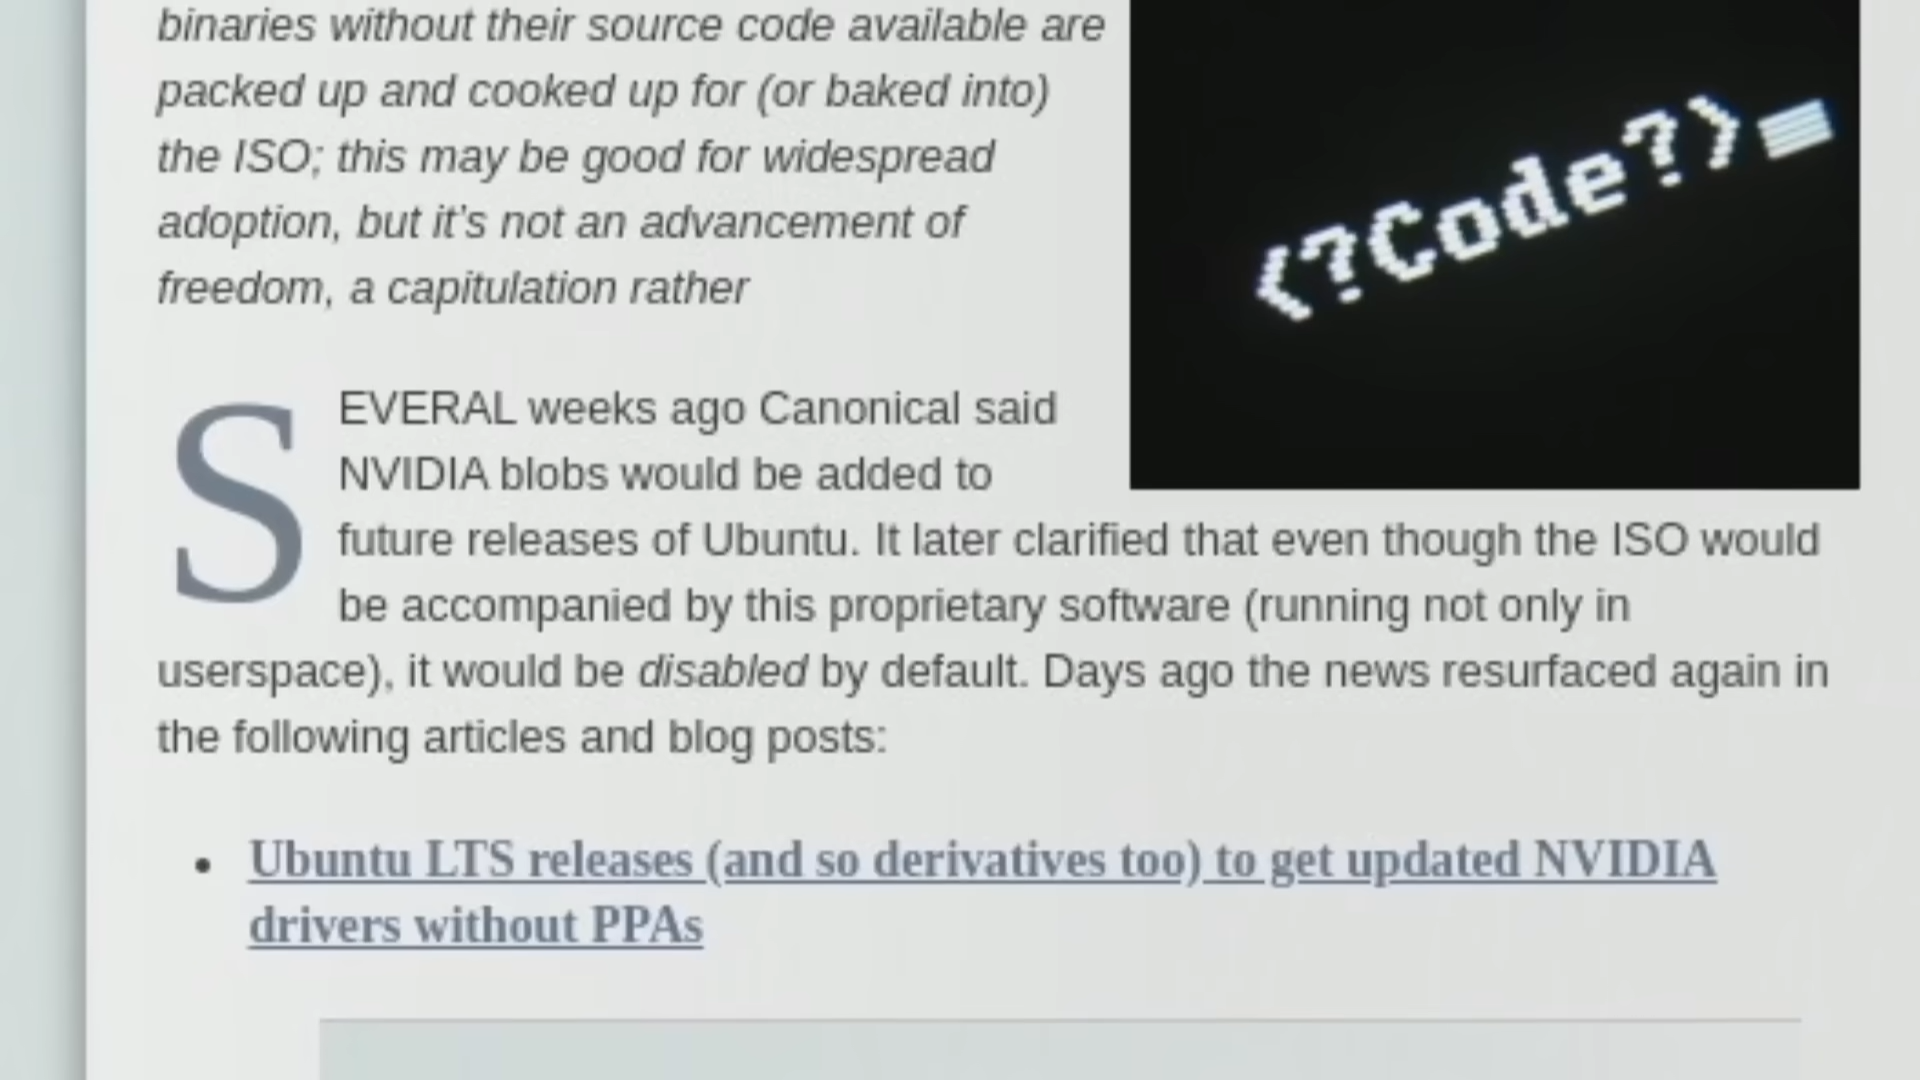 binaries without their source code available are
packed up and cooked up for (or baked into)
the ISO; this may be good for widespread
adoption, but it’s not an advancement of
freedom, a capitulation rather
<?Code?>
SEVERAL weeks ago Canonical said
NVIDIA blobs would be added to
future releases of Ubuntu. It later clarified that even though the ISO would
be accompanied by this proprietary software (running not only in
userspace), it would be disabled by default. Days ago the news resurfaced again in
the following articles and blog posts:
• Ubuntu LTS releases (and so derivatives too) to get updated NVIDIA
drivers without PPAs